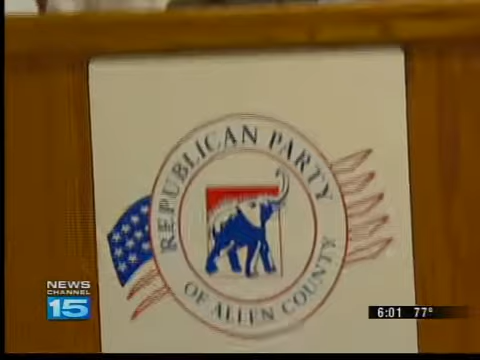 REPUBLICAN PARTY
OF ALLEN COUNTY
NEWS
CHANNEL
15
6:01 77°